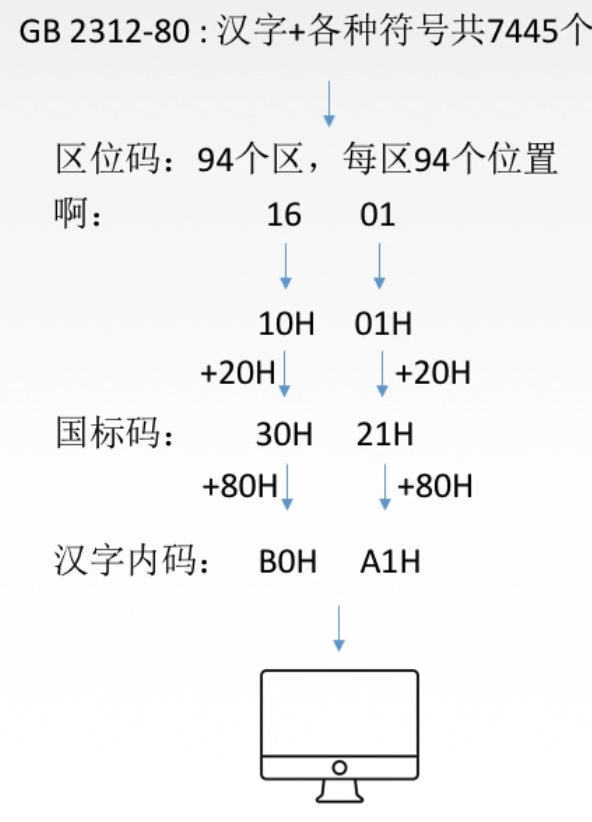 GB 2312-80 : 汉字+各种符号共7445个
区位码：94个区，每区94个位置
啊： 16 01
10H 01H
+20H +20H
国标码： 30H 21H
+80H +80H
汉字内码： B0H A1H